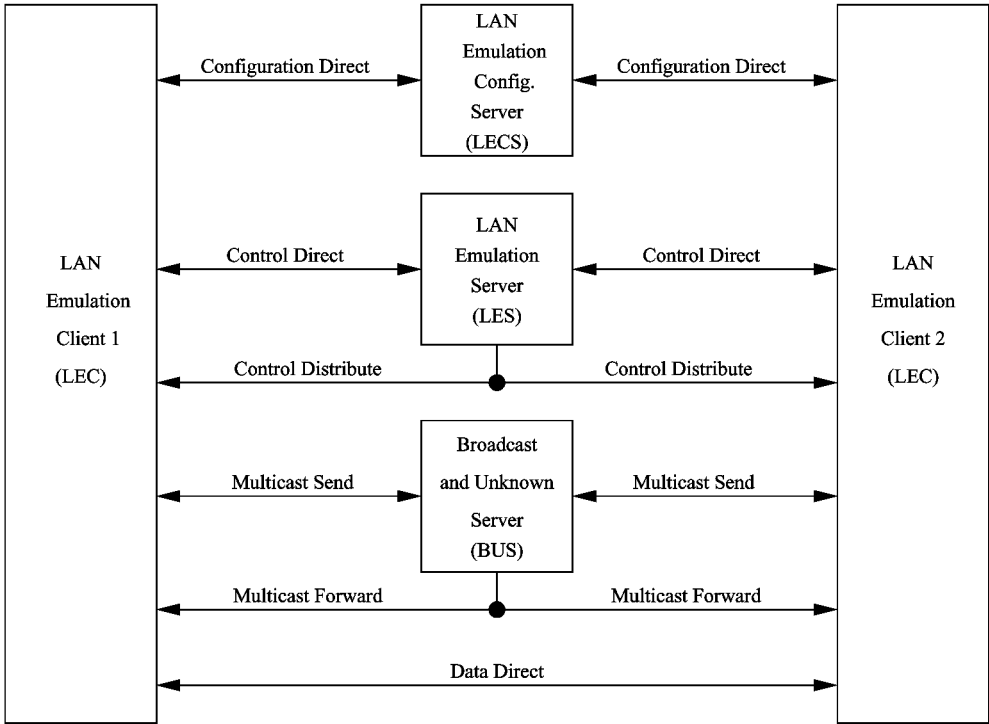 LAN
Emulation
Config.
Server
(LECS)
Configuration Direct
Configuration Direct
LAN
Emulation
Client 1
(LEC)
LAN
Emulation
Server
(LES)
Control Direct
Control Direct
LAN
Emulation
Client 2
(LEC)
Control Distribute
Control Distribute
Broadcast
and Unknown
Server
(BUS)
Multicast Send
Multicast Send
Multicast Forward
Multicast Forward
Data Direct